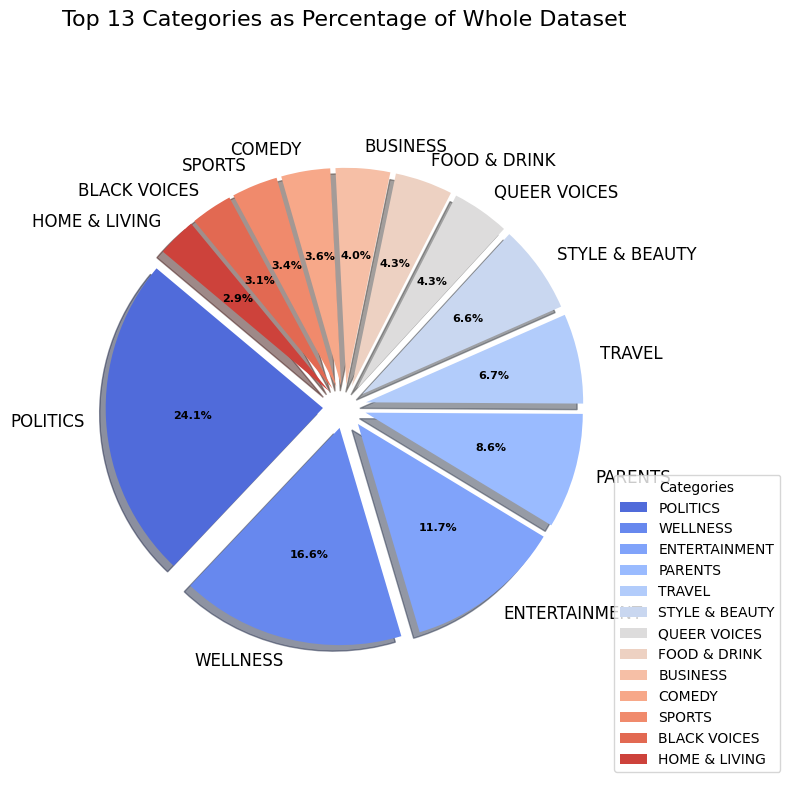 Top 13 Categories as Percentage of Whole Dataset
BUSINESS
COMEDY
FOOD & DRINK
SPORTS
BLACK VOICES
QUEER VOICES
HOME & LIVING
STYLE & BEAUTY
4.0%
3.6%
4.3%
3.4%
3.1%
4.3%
2.9%
6.6%
TRAVEL
6.7%
24.1%
POLITICS
8.6%
PARENTS
11.7%
16.6%
ENTERTAINMENT
WELLNESS
Categories
POLITICS
WELLNESS
ENTERTAINMENT
PARENTS
TRAVEL
STYLE & BEAUTY
QUEER VOICES
FOOD & DRINK
BUSINESS
COMEDY
SPORTS
BLACK VOICES
HOME & LIVING